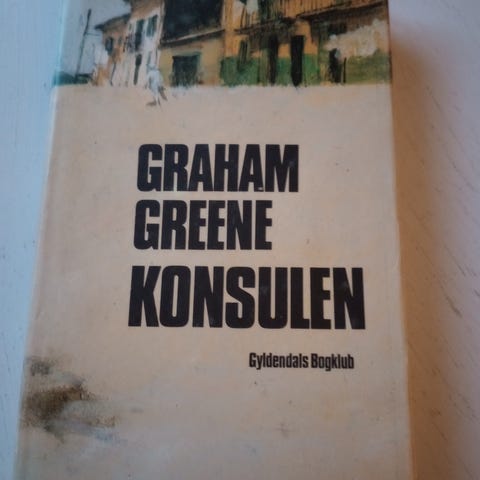 GRAHAM
GREENE
KONSULEN
Gyldendals Bogklub